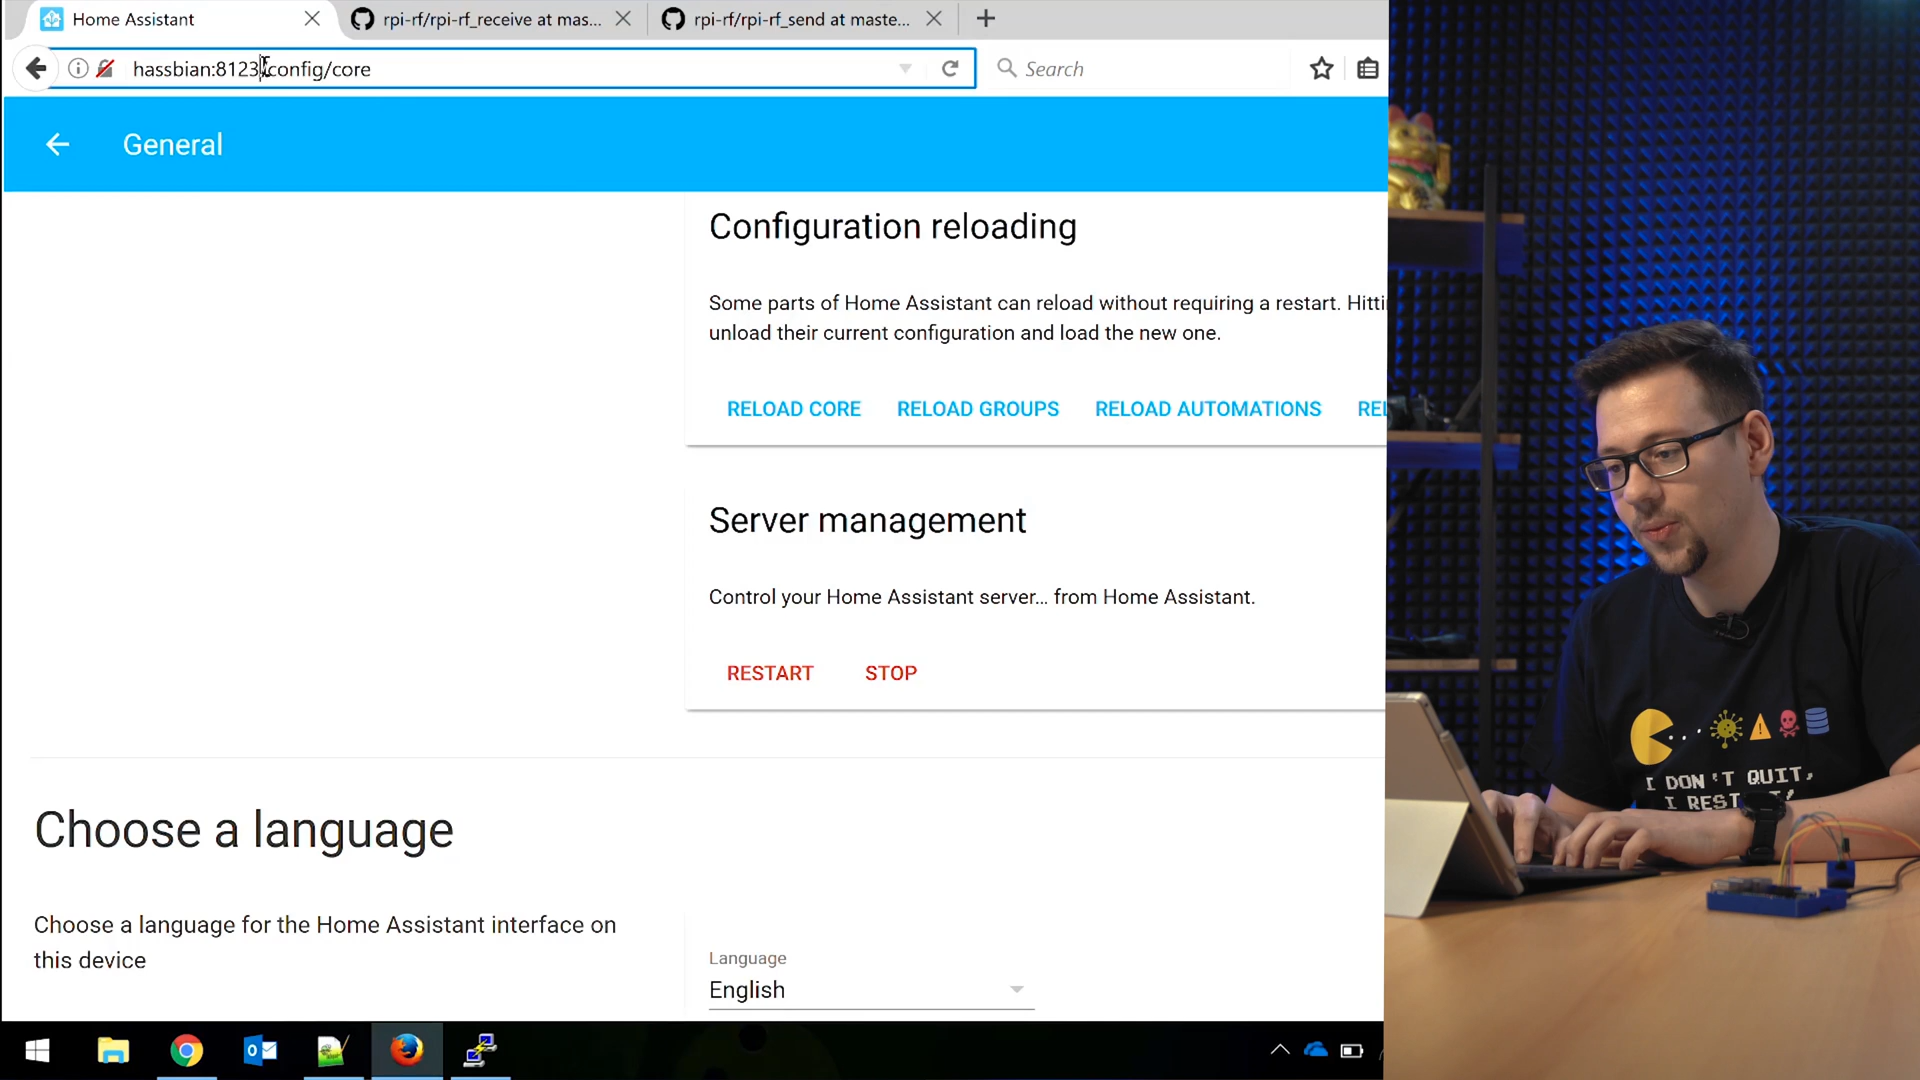 Home Assistant
rpi-rf/rpi-rf_receive at mas...
rpi-rf/rpi-rf_send at maste...
hassbian:8123/config/core
Search
General
Configuration reloading
Some parts of Home Assistant can reload without requiring a restart. Hitti
unload their current configuration and load the new one.
RELOAD CORE
RELOAD GROUPS
RELOAD AUTOMATIONS
REL
Server management
Control your Home Assistant server... from Home Assistant.
RESTART
STOP
Choose a language
Choose a language for the Home Assistant interface on
this device
Language
English
I DON'T QUIT,
I REST